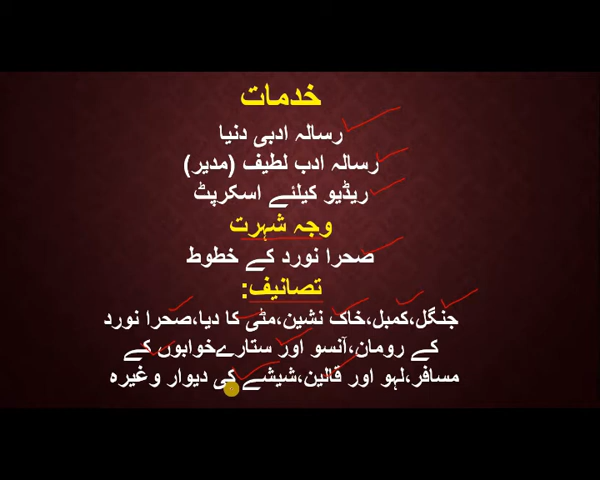 خدمات
رسالہ ادبی دنیا
رسالہ ادب لطیف (مدیر)
ریڈیو کیلئے اسکرپٹ
وجہ شہرت
صحرا نورد کے خطوط
تصانیف:
جنگل،کمبل،خاک نشین،مٹی کا دیا،صحرا نورد
کے رومان،آنسو اور ستارےخوابوں کے
مسافر،لہو اور قالین،شیشے کی دیوار وغیرہ